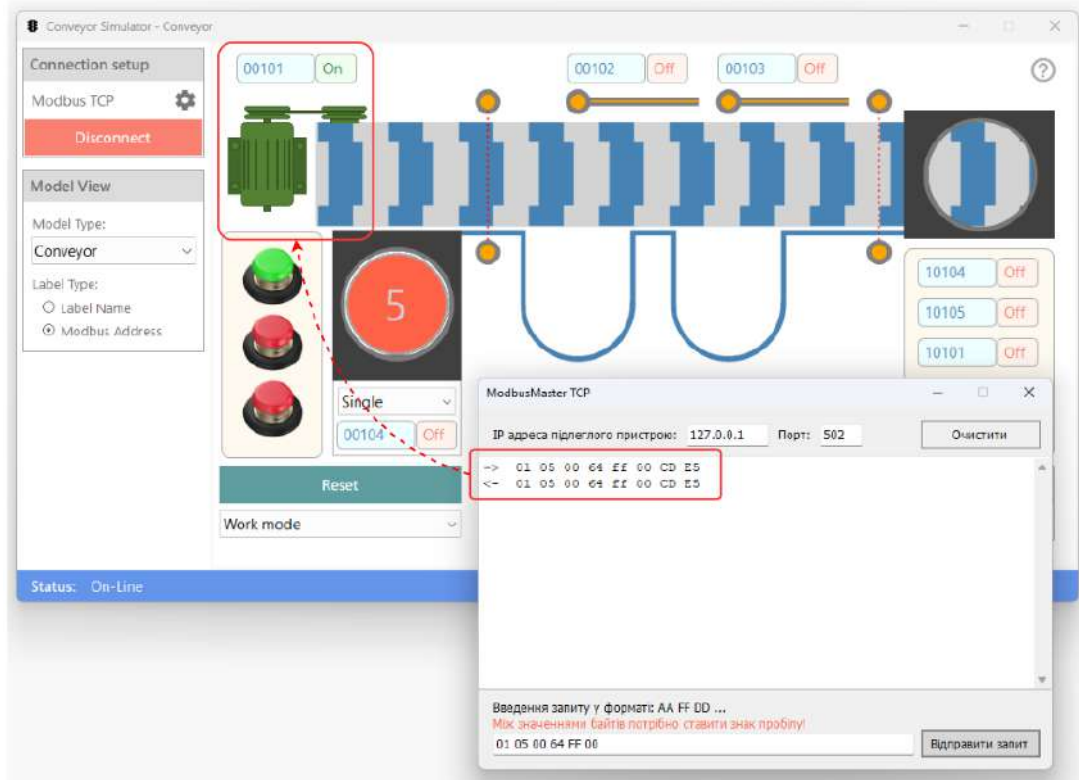 Conveyor Simulator - Conveyor
Connection setup
Modbus TCP
Disconnect
Model View
Model Type:
Conveyor
Label Type:
Label Name
Modbus Address
00101 On
00102 Off
00103 Off
?
5
Single
00104 Off
Reset
Work mode
10104 Off
10105 Off
10101 Off
Status: On-Line
ModbusMaster TCP
IP адреса підлеглого пристрою: 127.0.0.1 Порт: 502 Очистити
-> 01 05 00 64 ff 00 CD E5
<- 01 05 00 64 ff 00 CD E5
Введення запиту у форматі: AA FF DD ...
Між значеннями байтів потрібно ставити знак пробілу!
01 05 00 64 FF 00
Відправити запит